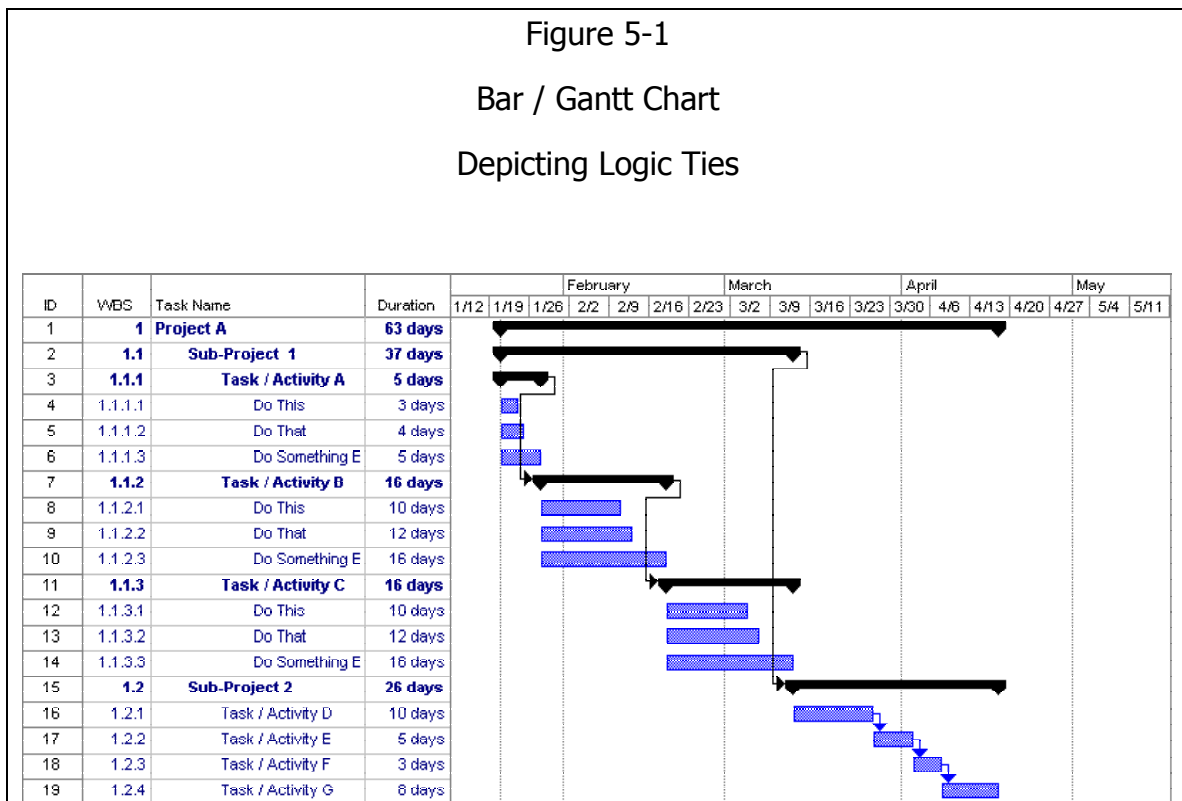 Figure 5-1
Bar / Gantt Chart
Depicting Logic Ties
February March April May
ID WBS Task Name Duration 1/12 1/19 1/26 2/2 2/9 2/16 2/23 3/2 3/9 3/16 3/23 3/30 4/6 4/13 4/20 4/27 5/4 5/11
1 1 Project A 63 days
2 1.1 Sub-Project 1 37 days
3 1.1.1 Task / Activity A 5 days
4 1.1.1.1 Do This 3 days
5 1.1.1.2 Do That 4 days
6 1.1.1.3 Do Something E 5 days
7 1.1.2 Task / Activity B 16 days
8 1.1.2.1 Do This 10 days
9 1.1.2.2 Do That 12 days
10 1.1.2.3 Do Something E 16 days
11 1.1.3 Task / Activity C 16 days
12 1.1.3.1 Do This 10 days
13 1.1.3.2 Do That 12 days
14 1.1.3.3 Do Something E 16 days
15 1.2 Sub-Project 2 26 days
16 1.2.1 Task / Activity D 10 days
17 1.2.2 Task / Activity E 5 days
18 1.2.3 Task / Activity F 3 days
19 1.2.4 Task / Activity G 8 days